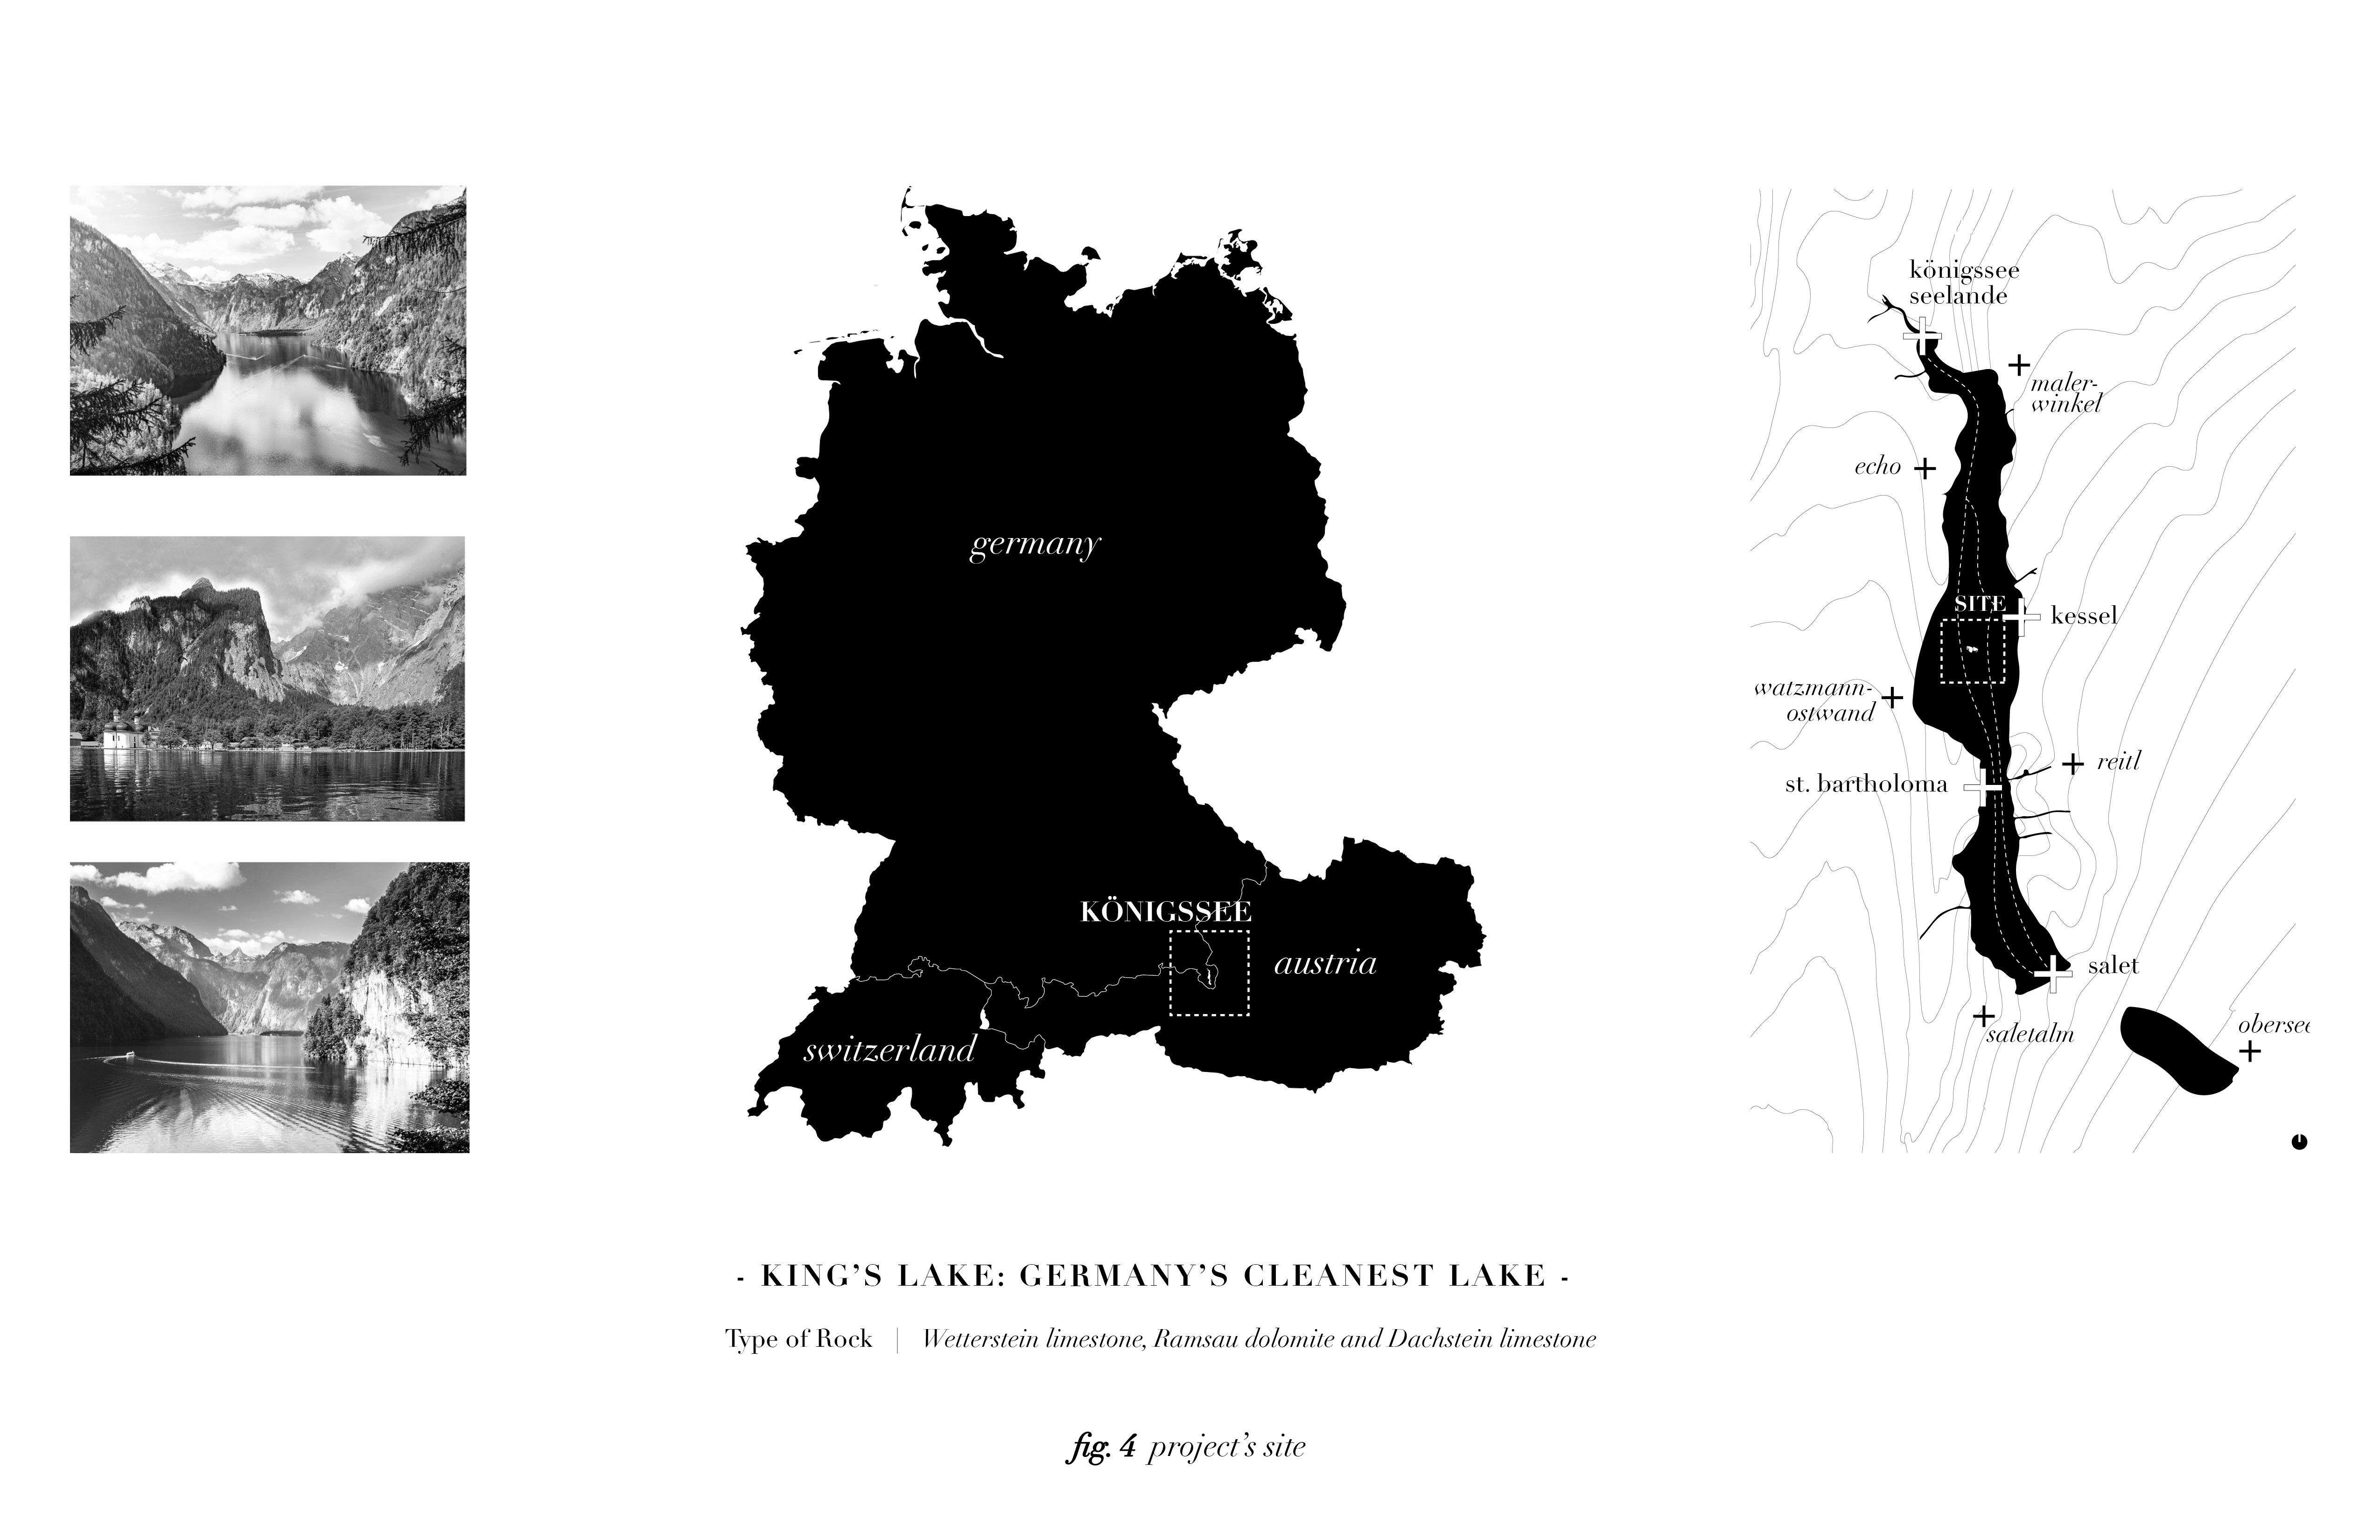 germany
KÖNIGSSEE
austria
switzerland
königssee
seelande
maler-
winkel
echo
SITE
kessel
watzmann-
ostwand
reitl
st. bartholoma
salet
saletalm
obersee
- KING’S LAKE: GERMANY’S CLEANEST LAKE -
Type of Rock | Wetterstein limestone, Ramsau dolomite and Dachstein limestone
fig. 4 project’s site